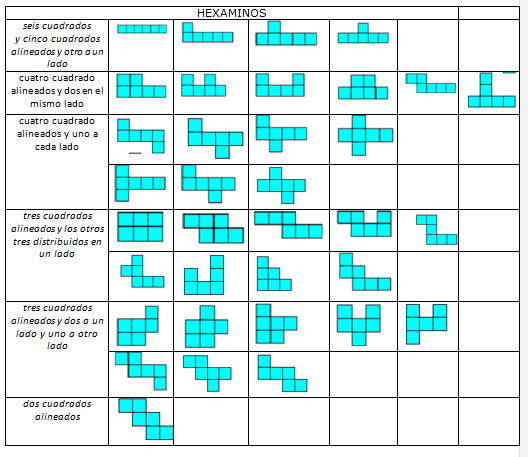 HEXAMINOS
seis cuadrados
y cinco cuadrados
alineados y otro a un
lado
cuatro cuadrado
alineados y dos en el
mismo lado
cuatro cuadrado
alineados y uno a
cada lado
tres cuadrados
alineados y los otros
tres distribuidos en
un lado
tres cuadrados
alineados y dos a un
lado y uno a otro
lado
dos cuadrados
alineados